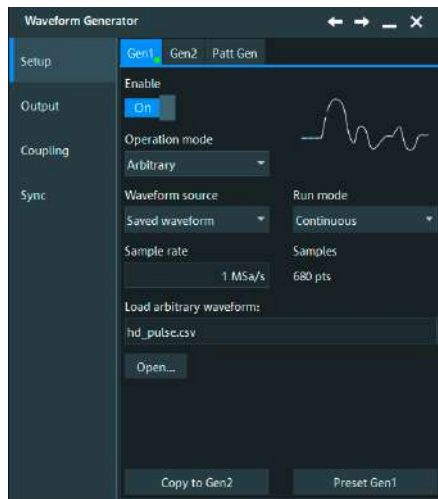 Waveform Generator
Setup
Output
Coupling
Sync
Gen1 Gen2 Patt Gen
Enable
On
Operation mode
Arbitrary
Waveform source Run mode
Saved waveform Continuous
Sample rate Samples
1 MSa/s 680 pts
Load arbitrary waveform:
hd_pulse.csv
Open...
Copy to Gen2 Preset Gen1